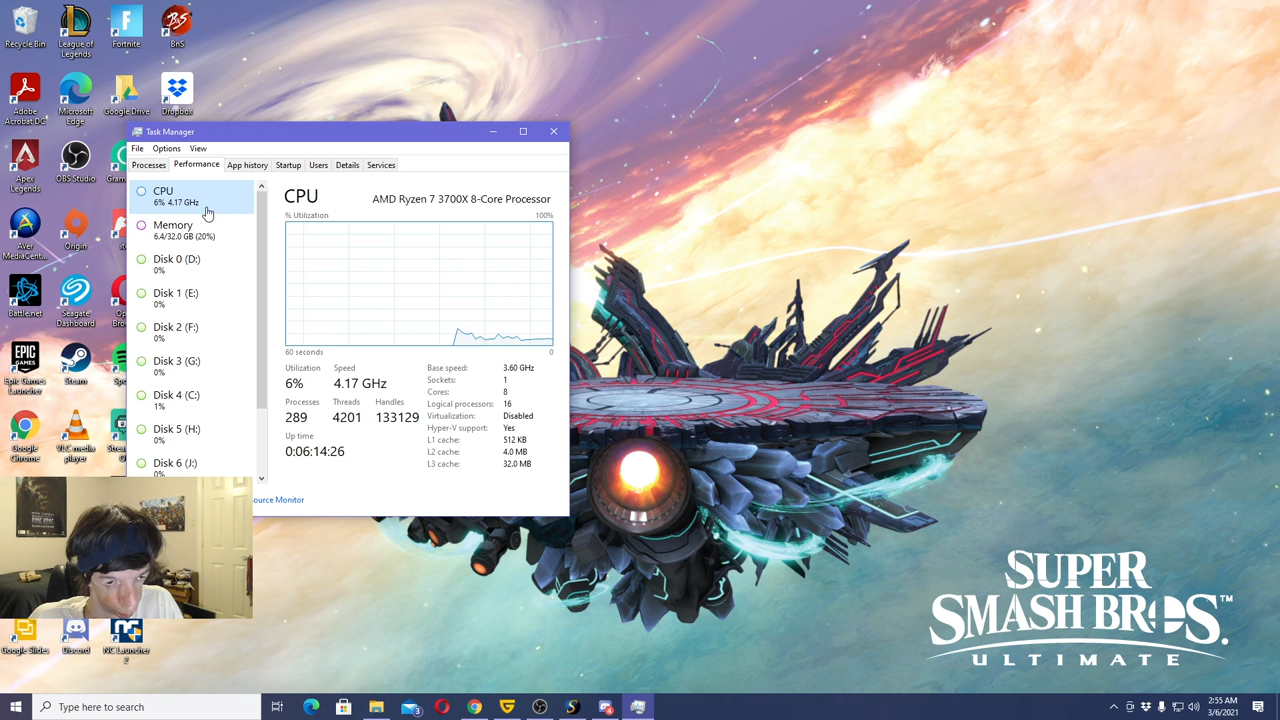 Recycle Bin
League of
Legends
Fortnite
BnS
Adobe
Acrobat DC
Microsoft
Edge
Google Drive
Dropbox
Apex
Legends
OBS Studio
Gram
AVer
MediaCent...
Origin
Battle.net
Seagate
Dashboard
Epic Games
Launcher
Steam
Google
Chrome
VLC media
player
Google Slides
Discord
NC Launcher
2
Task Manager
File
Options
View
Processes
Performance
App history
Startup
Users
Details
Services
CPU
6% 4.17 GHz
Memory
6.4/32.0 GB (20%)
Disk 0 (D:)
0%
Disk 1 (E:)
0%
Disk 2 (F:)
0%
Disk 3 (G:)
0%
Disk 4 (C:)
1%
Disk 5 (H:)
0%
Disk 6 (J:)
0%
CPU
AMD Ryzen 7 3700X 8-Core Processor
% Utilization
100%
60 seconds
0
Utilization
Speed
6%
4.17 GHz
Processes
Threads
Handles
289
4201
133129
Up time
0:06:14:26
Base speed: 3.60 GHz
Sockets: 1
Cores: 8
Logical processors: 16
Virtualization: Disabled
Hyper-V support: Yes
L1 cache: 512 KB
L2 cache: 4.0 MB
L3 cache: 32.0 MB
ource Monitor
SUPER
SMASH BROS.™
ULTIMATE
Type here to search
3
4
2:55 AM
3/6/2021